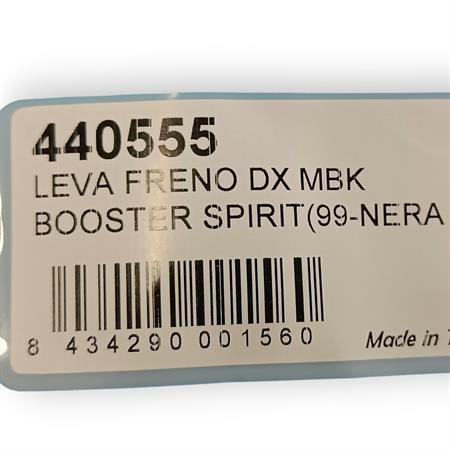 440555
LEVA FRENO DX MBK
BOOSTER SPIRIT(99-NERA
8 434290 001560
Made in